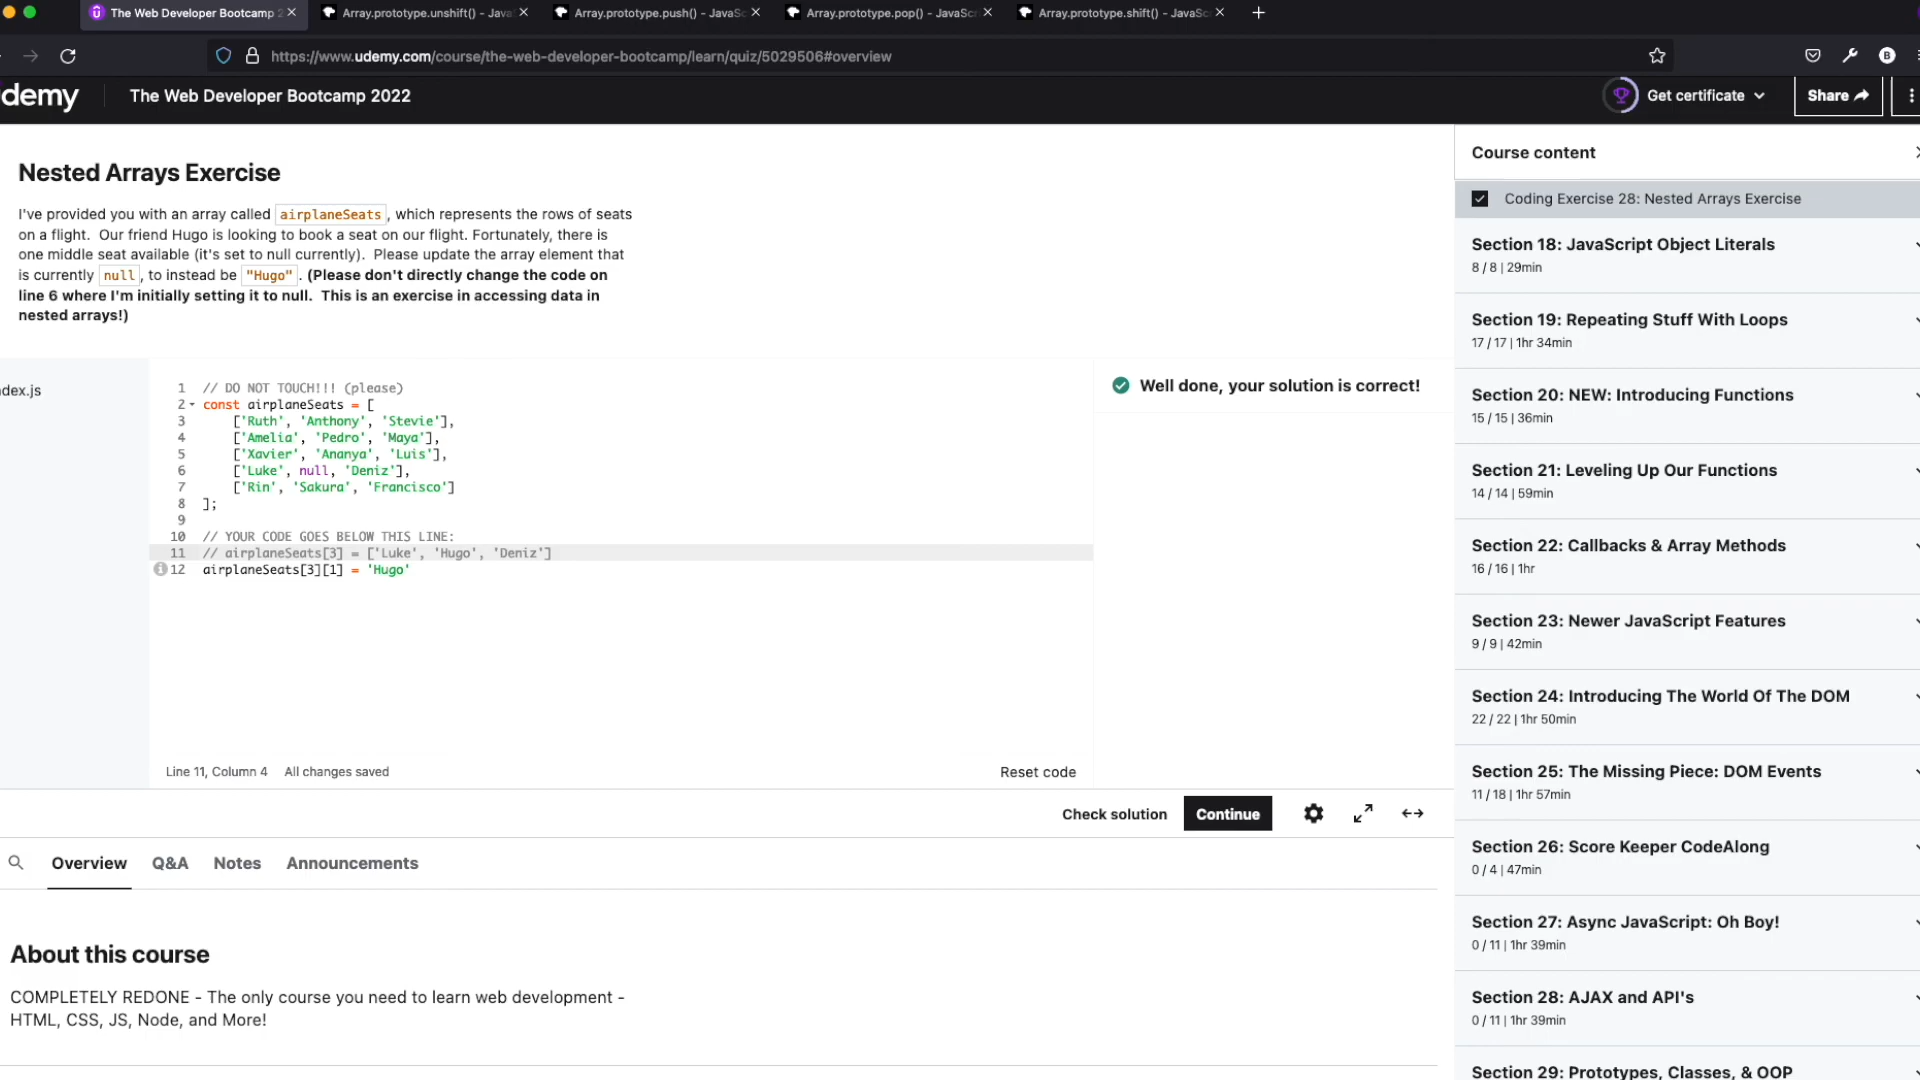 The Web Developer Bootcamp 2
Array.prototype.unshift() - Java
Array.prototype.push() - JavaSc
Array.prototype.pop() - JavaScr
Array.prototype.shift() - JavaSc
https://www.udemy.com/course/the-web-developer-bootcamp/learn/quiz/5029506#overview
B
demy
The Web Developer Bootcamp 2022
Get certificate
Share
Nested Arrays Exercise
I've provided you with an array called airplaneSeats, which represents the rows of seats
on a flight. Our friend Hugo is looking to book a seat on our flight. Fortunately, there is
one middle seat available (it's set to null currently). Please update the array element that
is currently null, to instead be "Hugo". (Please don't directly change the code on
line 6 where I'm initially setting it to null. This is an exercise in accessing data in
nested arrays!)
dex.js
1 // DO NOT TOUCH!!! (please)
2 const airplaneSeats = [
3 ['Ruth', 'Anthony', 'Stevie'],
4 ['Amelia', 'Pedro', 'Maya'],
5 ['Xavier', 'Ananya', 'Luis'],
6 ['Luke', null, 'Deniz'],
7 ['Rin', 'Sakura', 'Francisco']
8 ];
9
10 // YOUR CODE GOES BELOW THIS LINE:
11 // airplaneSeats[3] = ['Luke', 'Hugo', 'Deniz']
12 airplaneSeats[3][1] = 'Hugo'
Line 11, Column 4 All changes saved
Reset code
Well done, your solution is correct!
Check solution
Continue
Overview
Q&A
Notes
Announcements
About this course
COMPLETELY REDONE - The only course you need to learn web development -
HTML, CSS, JS, Node, and More!
Course content
Coding Exercise 28: Nested Arrays Exercise
Section 18: JavaScript Object Literals
8 / 8 | 29min
Section 19: Repeating Stuff With Loops
17 / 17 | 1hr 34min
Section 20: NEW: Introducing Functions
15 / 15 | 36min
Section 21: Leveling Up Our Functions
14 / 14 | 59min
Section 22: Callbacks & Array Methods
16 / 16 | 1hr
Section 23: Newer JavaScript Features
9 / 9 | 42min
Section 24: Introducing The World Of The DOM
22 / 22 | 1hr 50min
Section 25: The Missing Piece: DOM Events
11 / 18 | 1hr 57min
Section 26: Score Keeper CodeAlong
0 / 4 | 47min
Section 27: Async JavaScript: Oh Boy!
0 / 11 | 1hr 39min
Section 28: AJAX and API's
0 / 11 | 1hr 39min
Section 29: Prototypes, Classes, & OOP